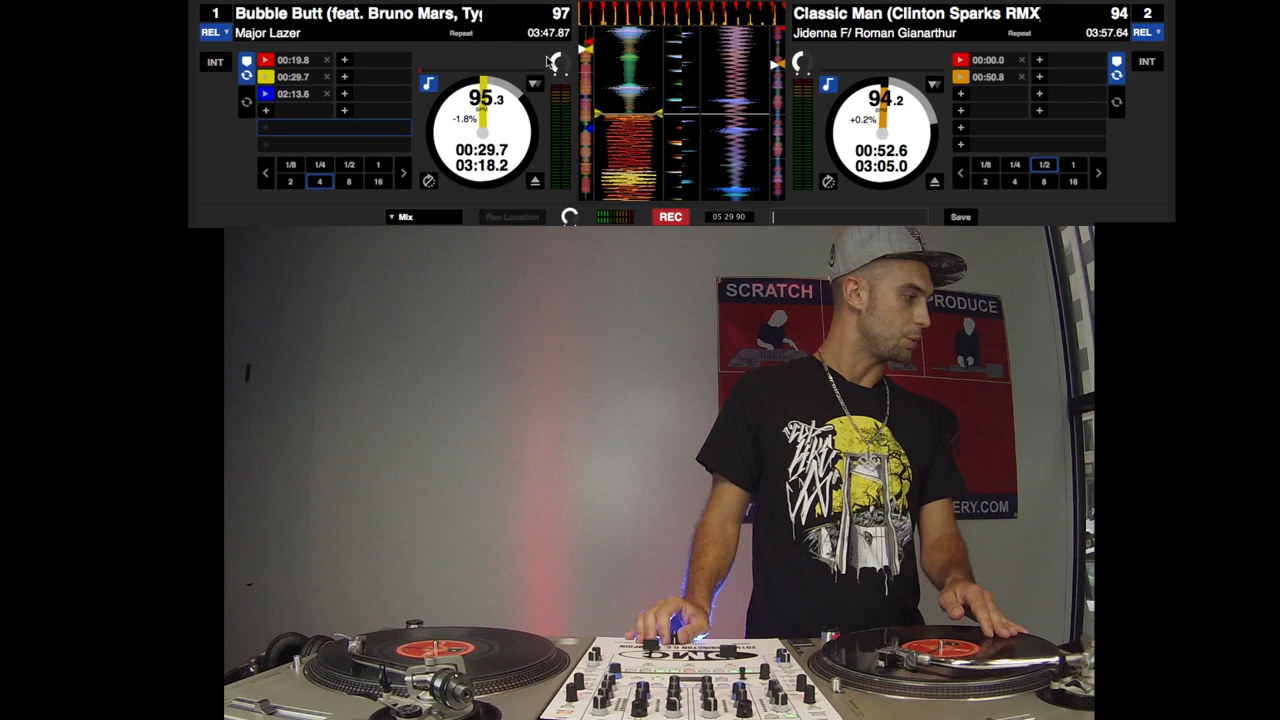 1
Bubble Butt (feat. Bruno Mars, Ty
97
REL
Major Lazer
Repeat
03:47.87
Classic Man (Clinton Sparks RMX
94
2
Jidenna F/ Roman Gianarthur
Repeat
03:57.64
REL
INT
00:19.8
00:29.7
02:13.6
1/8 1/4 1/2 1
2 4 8 16
95.3
BPM
-1.8%
00:29.7
03:18.2
94.2
BPM
+0.2%
00:52.6
03:05.0
00:00.0
00:50.8
1/8 1/4 1/2 1
2 4 8 16
INT
Mix
Rec Location
REC
05 29 90
Save
SCRATCH
PRODUCE
ERY.COM